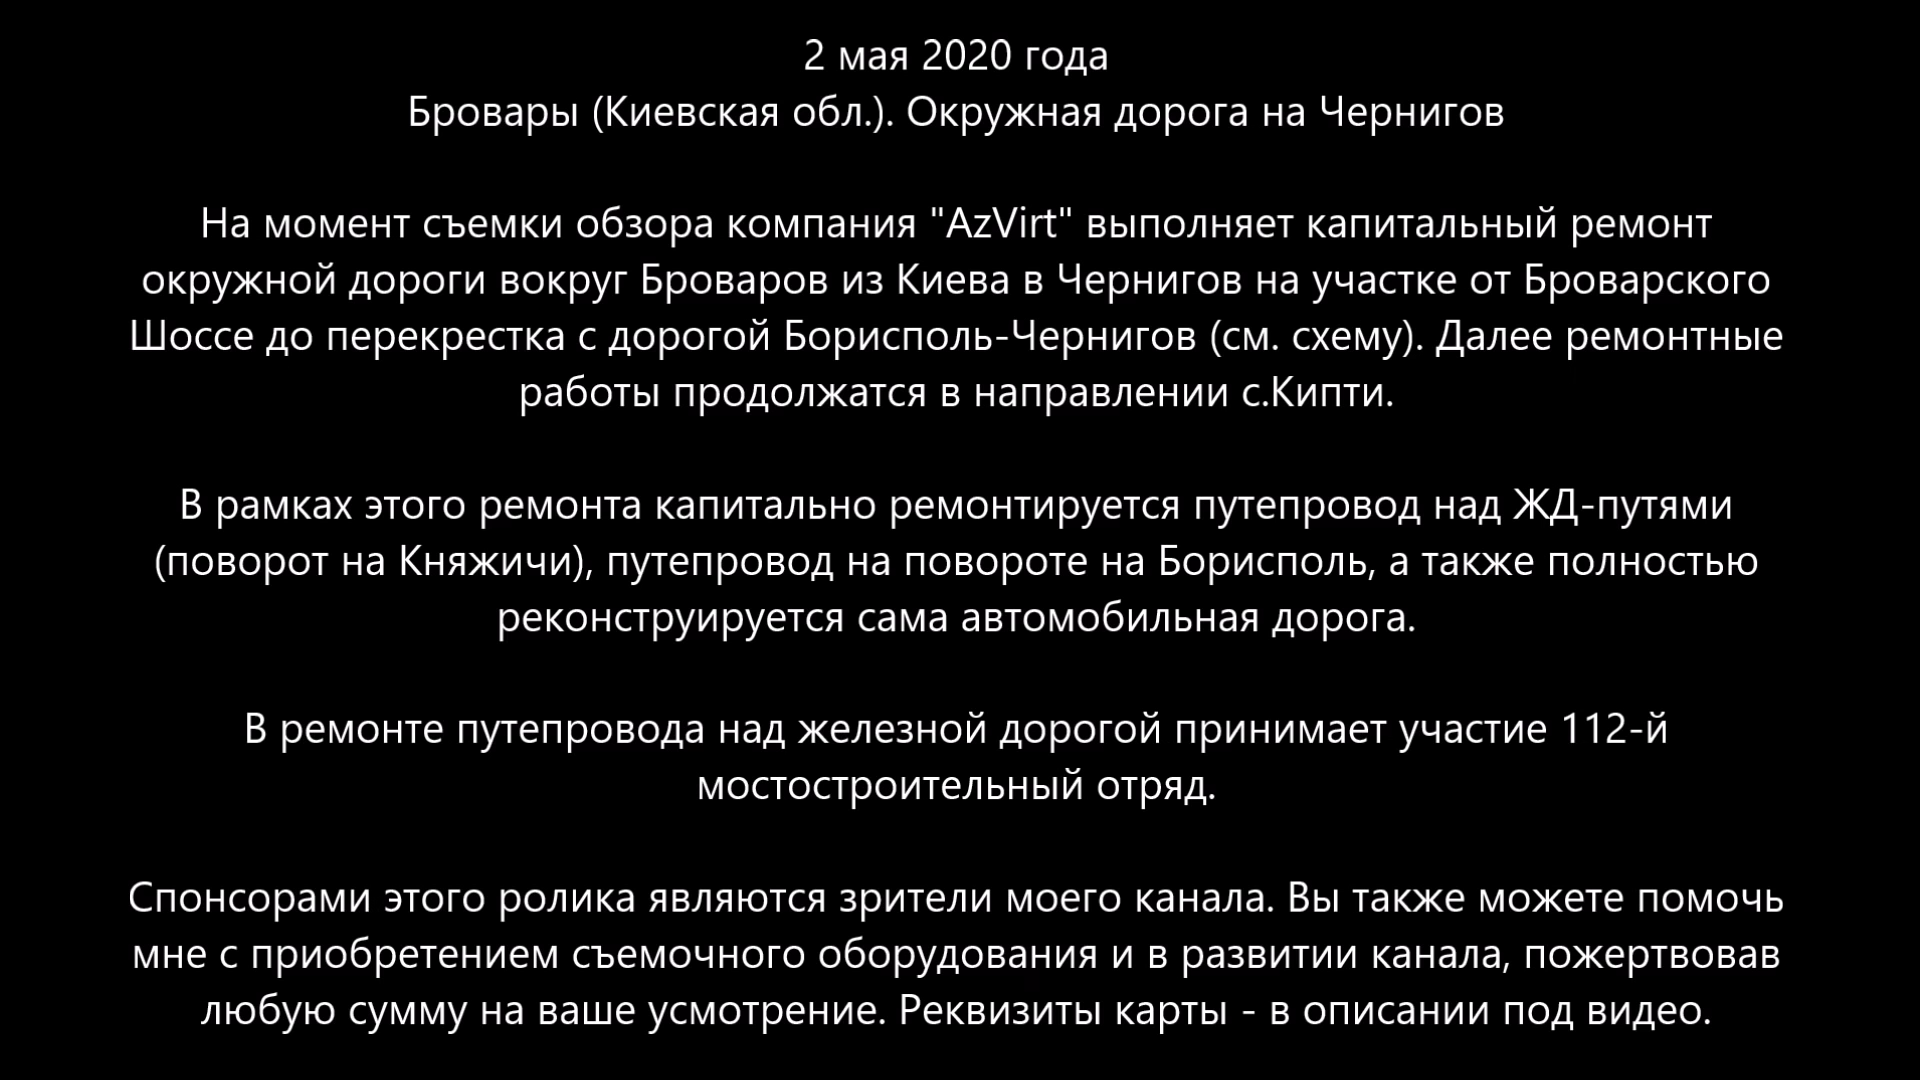 2 мая 2020 года
Бровары (Киевская обл.). Окружная дорога на Чернигов
На момент съемки обзора компания "AzVirt" выполняет капитальный ремонт
окружной дороги вокруг Броваров из Киева в Чернигов на участке от Броварского
Шоссе до перекрестка с дорогой Борисполь-Чернигов (см. схему). Далее ремонтные
работы продолжатся в направлении с.Кипти.
В рамках этого ремонта капитально ремонтируется путепровод над ЖД-путями
(поворот на Княжичи), путепровод на повороте на Борисполь, а также полностью
реконструируется сама автомобильная дорога.
В ремонте путепровода над железной дорогой принимает участие 112-й
мостостроительный отряд.
Спонсорами этого ролика являются зрители моего канала. Вы также можете помочь
мне с приобретением съемочного оборудования и в развитии канала, пожертвовав
любую сумму на ваше усмотрение. Реквизиты карты - в описании под видео.